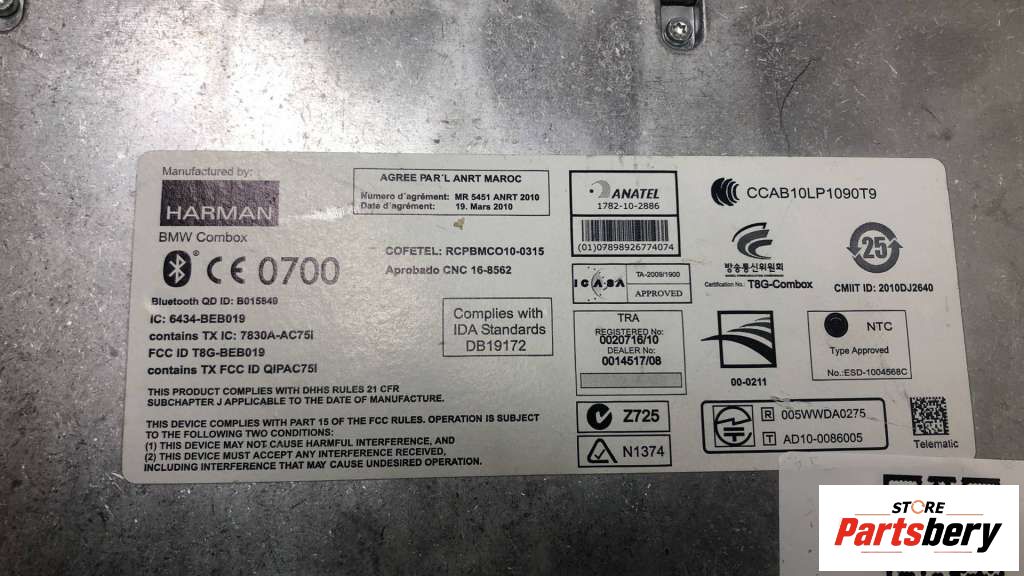 Manufactured by:
HARMAN
BMW Combox
CE 0700
Bluetooth QD ID: B015840
IC: 6434-BEB019
contains TX IC: 7830A-AC75i
FCC ID T8G-BEB019
contains TX FCC ID QIPAC75I
THIS PRODUCT COMPLIES WITH DHHS RULES 21 CFR
SUBCHAPTER J APPLICABLE TO THE DATE OF MANUFACTURE.
THIS DEVICE COMPLIES WITH PART 15 OF THE FCC RULES. OPERATION IS SUBJECT
TO THE FOLLOWING TWO CONDITIONS:
(1) THIS DEVICE MAY NOT CAUSE HARMFUL INTERFERENCE, AND
(2) THIS DEVICE MUST ACCEPT ANY INTERFERENCE RECEIVED,
INCLUDING INTERFERENCE THAT MAY CAUSE UNDESIRED OPERATION.
AGREE PAR´L ANRT MAROC
Numero d´agrément: MR 5451 ANRT 2010
Date d´agrément: 19. Mars 2010
COFETEL: RCPBMCO10-0315
Aprobado CNC 16-8562
Complies with
IDA Standards
DB19172
ANATEL
1782-10-2886
(01)07898926774074
ICASA
TA-2009/1900
APPROVED
TRA
REGISTERED No:
0020716/10
DEALER No:
0014517/08
Z725
N1374
CCAB10LP1090T9
방송통신위원회
Certification No.: T8G-Combox
25
CMIIT ID: 2010DJ2640
00-0211
NTC
Type Approved
No.:ESD-1004568C
R 005WWDA0275
T AD10-0086005
Telematic
STORE
Partsbery